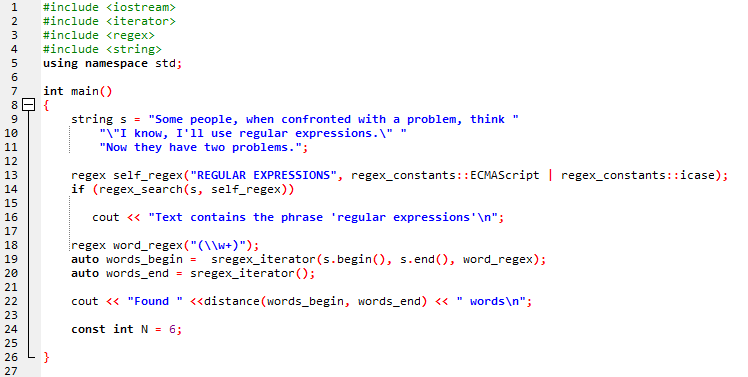 1 #include <iostream>
2 #include <iterator>
3 #include <regex>
4 #include <string>
5 using namespace std;
6
7 int main()
8 {
9 string s = "Some people, when confronted with a problem, think "
10 "\"I know, I'll use regular expressions.\" "
11 "Now they have two problems.";
12
13 regex self_regex("REGULAR EXPRESSIONS", regex_constants::ECMAScript | regex_constants::icase);
14 if (regex_search(s, self_regex))
15
16 cout << "Text contains the phrase 'regular expressions'\n";
17
18 regex word_regex("(\\w+)");
19 auto words_begin =  sregex_iterator(s.begin(), s.end(), word_regex);
20 auto words_end = sregex_iterator();
21
22 cout << "Found " <<distance(words_begin, words_end) << " words\n";
23
24 const int N = 6;
25
26 }
27